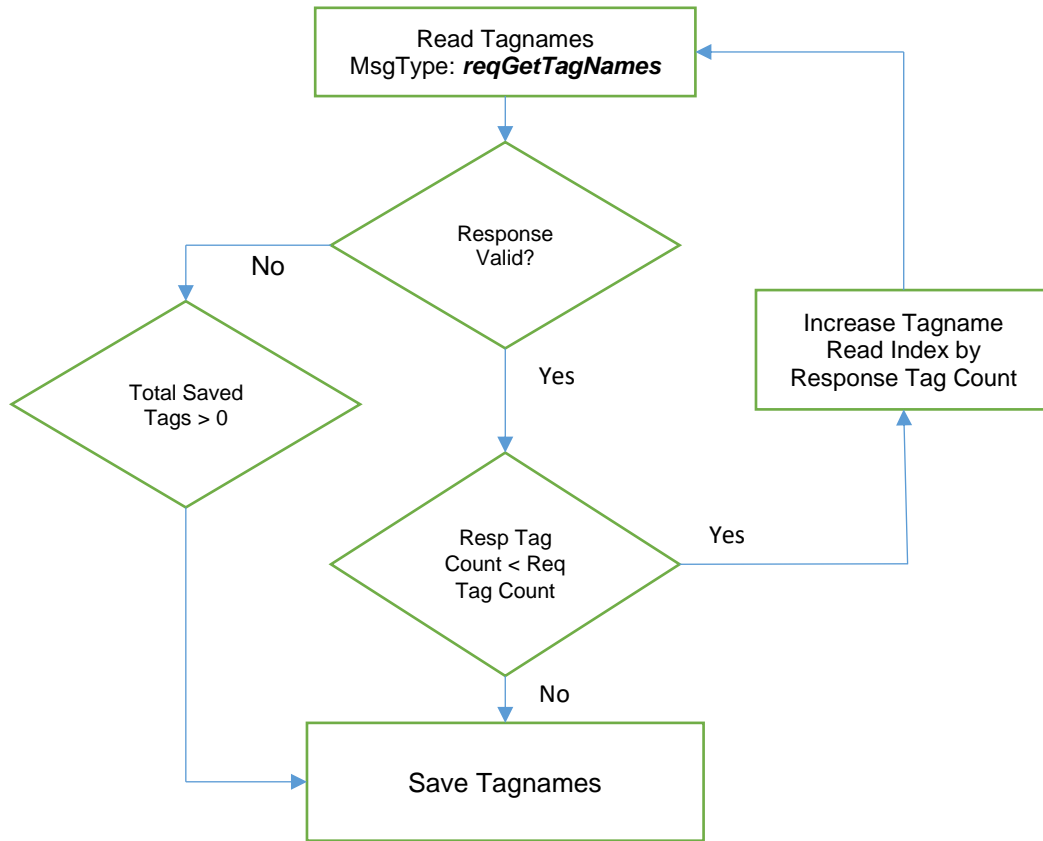 Read Tagnames
MsgType: reqGetTagNames
Response
Valid?
No
Yes
Total Saved
Tags > 0
Increase Tagname
Read Index by
Response Tag Count
Resp Tag
Count < Req
Tag Count
Yes
No
Save Tagnames